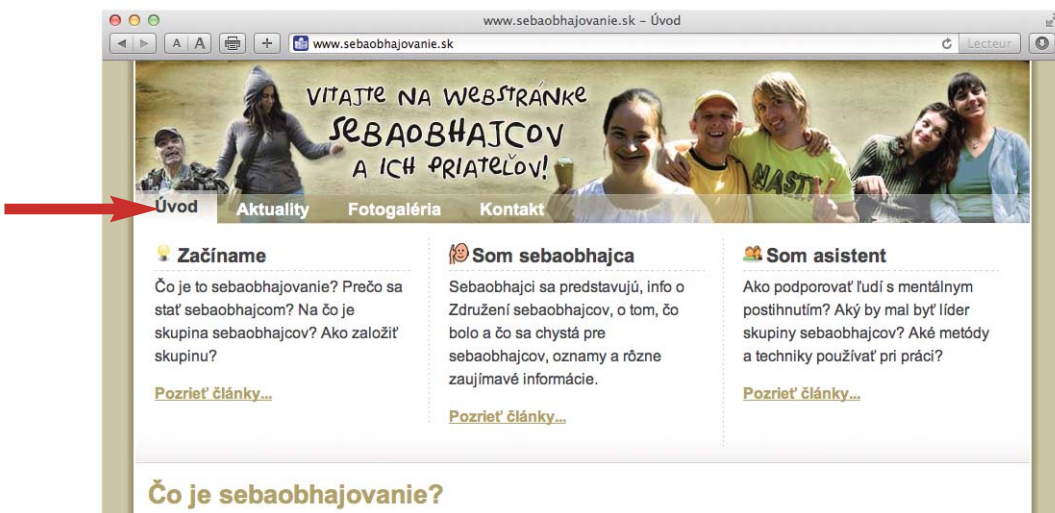 www.sebaobhajovanie.sk – Úvod
A A www.sebaobhajovanie.sk Lecteur
VITAJTE NA WEBSTRÁNKE
SEBAOBHAJCOV
A ICH PRIATEĽOV!
NASTY
Úvod Aktuality Fotogaléria Kontakt
Začíname
Čo je to sebaobhajovanie? Prečo sa
stať sebaobhajcom? Na čo je
skupina sebaobhajcov? Ako založiť
skupinu?
Pozrieť články...
Som sebaobhajca
Sebaobhajci sa predstavujú, info o
Združení sebaobhajcov, o tom, čo
bolo a čo sa chystá pre
sebaobhajcov, oznamy a rôzne
zaujímavé informácie.
Pozrieť články...
Som asistent
Ako podporovať ľudí s mentálnym
postihnutím? Aký by mal byť líder
skupiny sebaobhajcov? Aké metódy
a techniky používať pri práci?
Pozrieť články...
Čo je sebaobhajovanie?